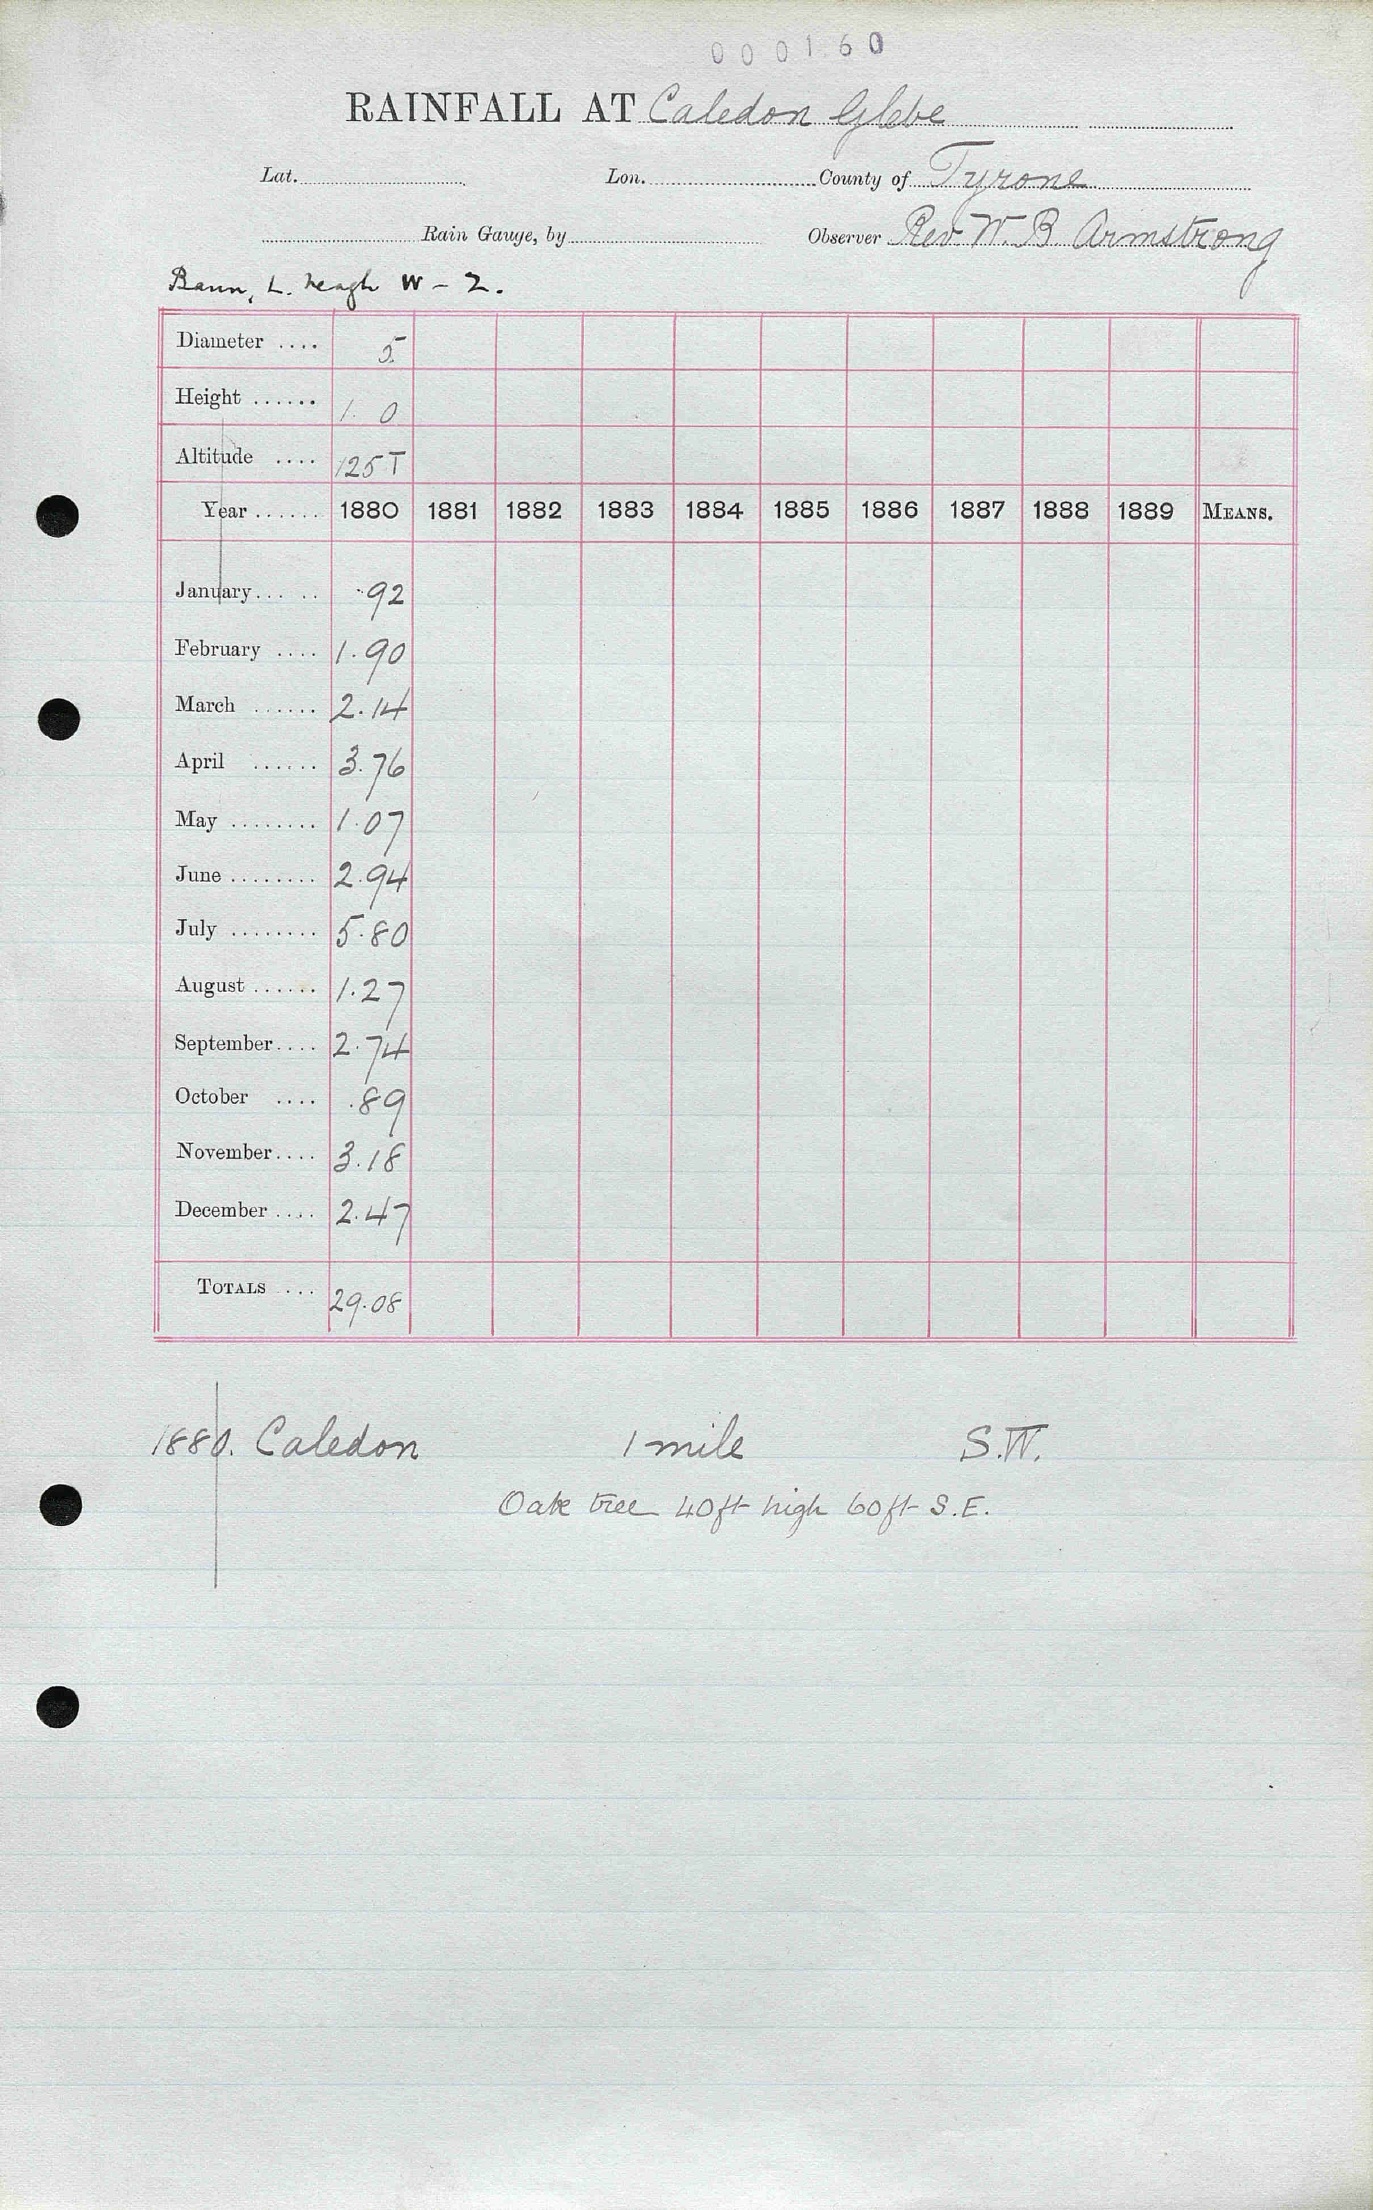 000160
RAINFALL AT Caledon Glebe
Lat. Lon. County of Tyrone
Rain Gauge, by Observer Rev W. B Armstrong
Bann, L. Neagh W - 2.
Diameter .... 5
Height ...... 1. 0
Altitude .... 125 T
Year ...... 1880 1881 1882 1883 1884 1885 1886 1887 1888 1889 MEANS.
January..... .92
February .... 1.90
March ...... 2.14
April ...... 3.76
May ........ 1.07
June ........ 2.94
July ........ 5.80
August ...... 1.27
September.... 2.74
October .... .89
November.... 3.18
December .... 2.47
TOTALS ... 29.08
1880. Caledon 1 mile S.W.
Oak tree 40ft high 60ft S.E.